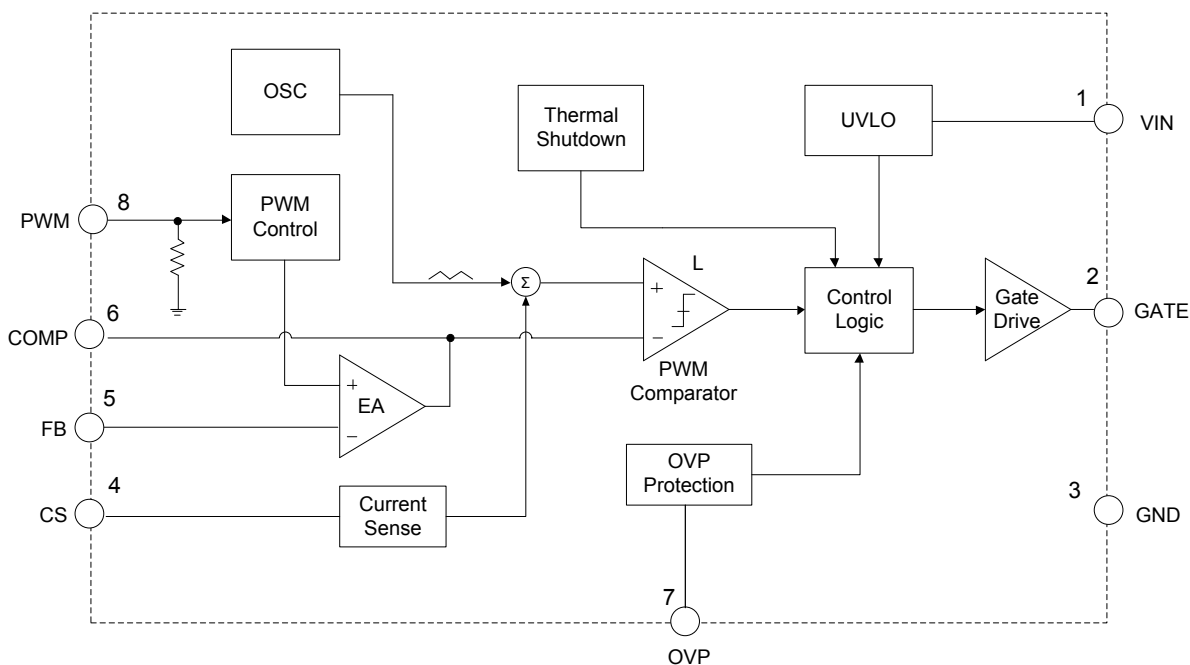 OSC
Thermal
Shutdown
UVLO
1
VIN
PWM
8
PWM
Control
Σ
L
+
−
PWM
Comparator
Control
Logic
Gate
Drive
2
GATE
COMP
6
+
EA
−
5
FB
4
CS
Current
Sense
OVP
Protection
3
GND
7
OVP